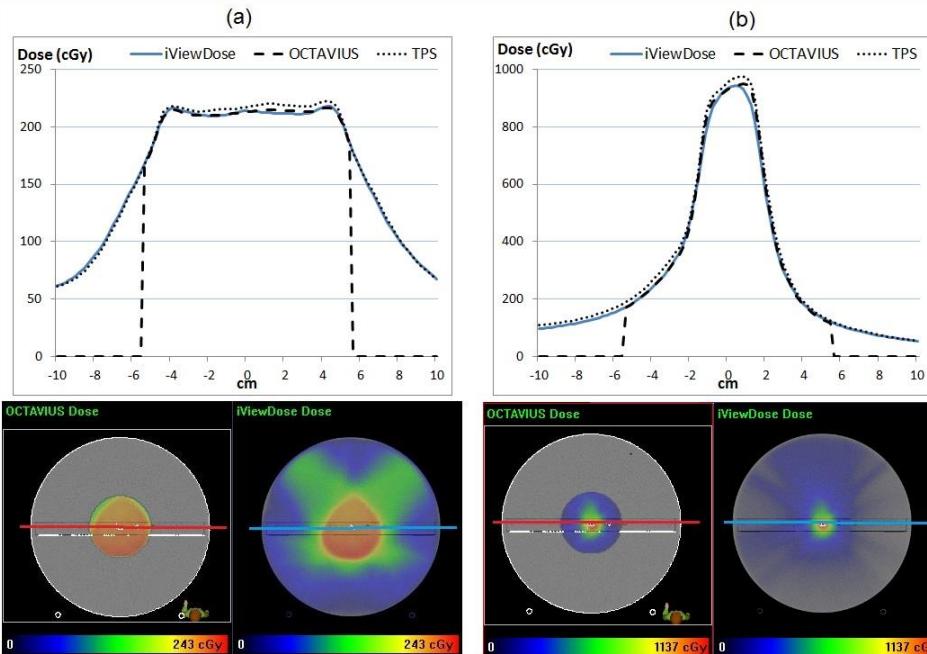 (a)
(b)
Dose (cGy) iViewDose OCTAVIUS TPS
250
200
150
100
50
0
-10 -8 -6 -4 -2 0 2 4 6 8 10
cm
Dose (cGy) iViewDose OCTAVIUS TPS
1000
800
600
400
200
0
-10 -8 -6 -4 -2 0 2 4 6 8 10
cm
OCTAVIUS Dose
iViewDose Dose
0 243 cGy
0 243 cGy
OCTAVIUS Dose
iViewDose Dose
0 1137 cGy
0 1137 cGy